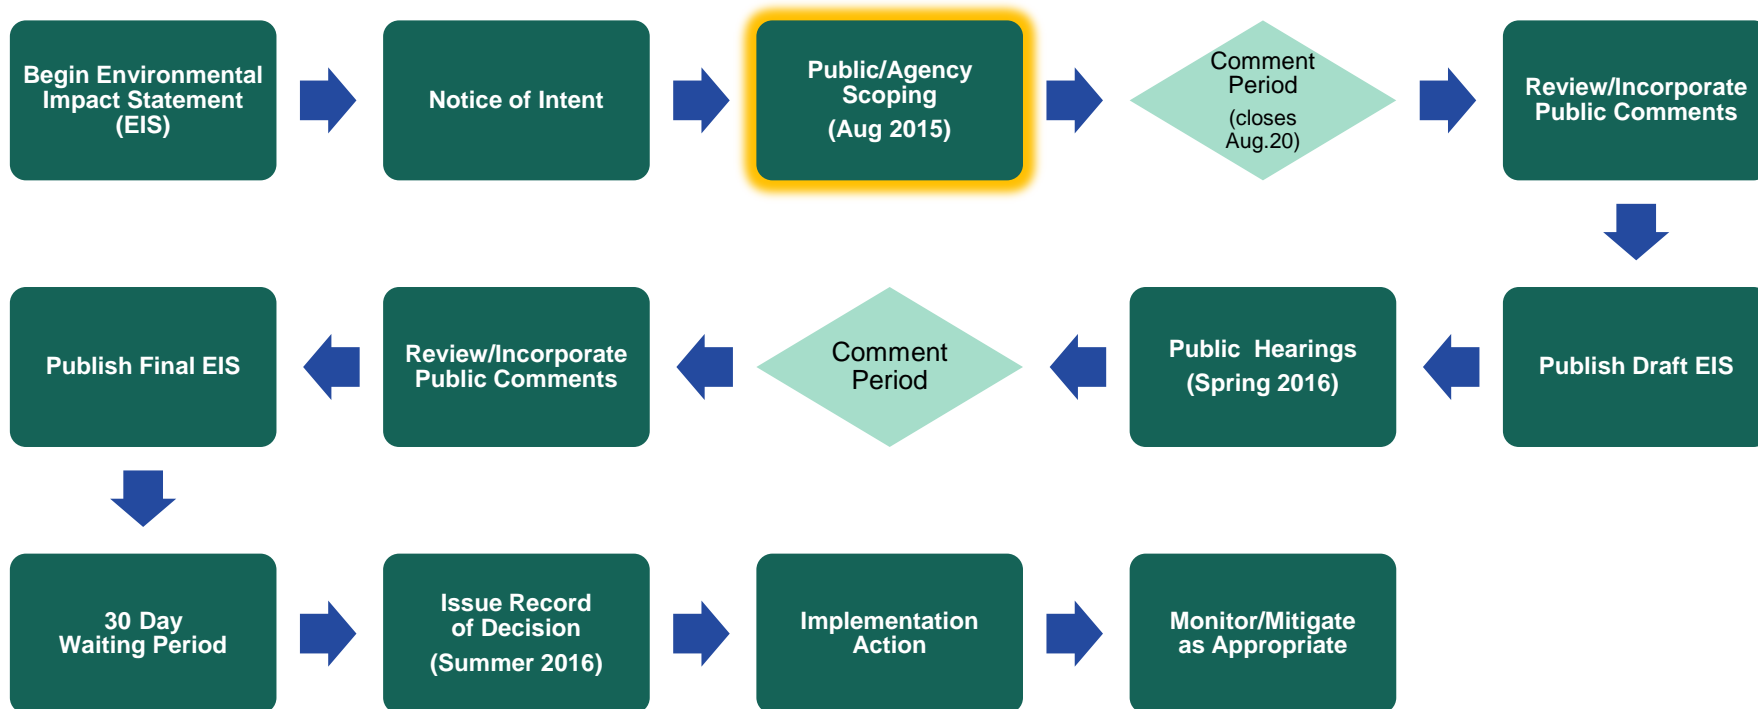 Begin Environmental
Impact Statement
(EIS)
Notice of Intent
Public/Agency
Scoping
(Aug 2015)
Comment
Period
(closes
Aug.20)
Review/Incorporate
Public Comments
Publish Draft EIS
Public Hearings
(Spring 2016)
Comment
Period
Review/Incorporate
Public Comments
Publish Final EIS
30 Day
Waiting Period
Issue Record
of Decision
(Summer 2016)
Implementation
Action
Monitor/Mitigate
as Appropriate